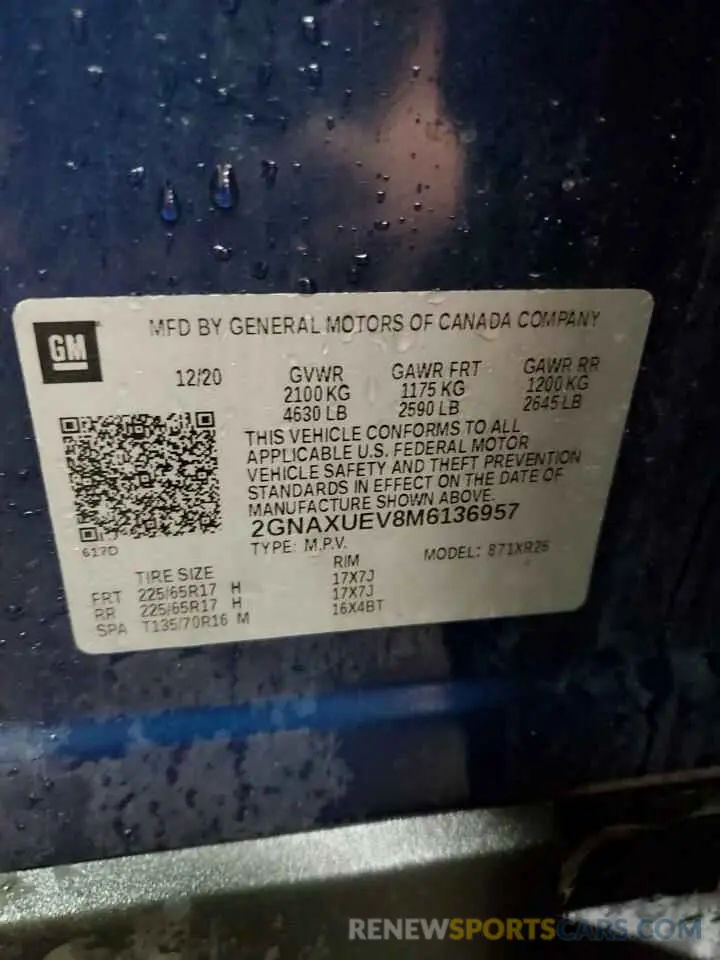 GM
MFD BY GENERAL MOTORS OF CANADA COMPANY
12/20 GVWR GAWR FRT GAWR RR
2100 KG 1175 KG 1200 KG
4630 LB 2590 LB 2645 LB
THIS VEHICLE CONFORMS TO ALL
APPLICABLE U.S. FEDERAL MOTOR
VEHICLE SAFETY AND THEFT PREVENTION
STANDARDS IN EFFECT ON THE DATE OF
MANUFACTURE SHOWN ABOVE.
2GNAXUEV8M6136957
617D TYPE: M.P.V. MODEL: 871XR26
TIRE SIZE RIM
FRT 225/65R17 H 17X7J
RR 225/65R17 H 17X7J
SPA T135/70R16 M 16X4BT
RENEWSPORTSCARS.COM